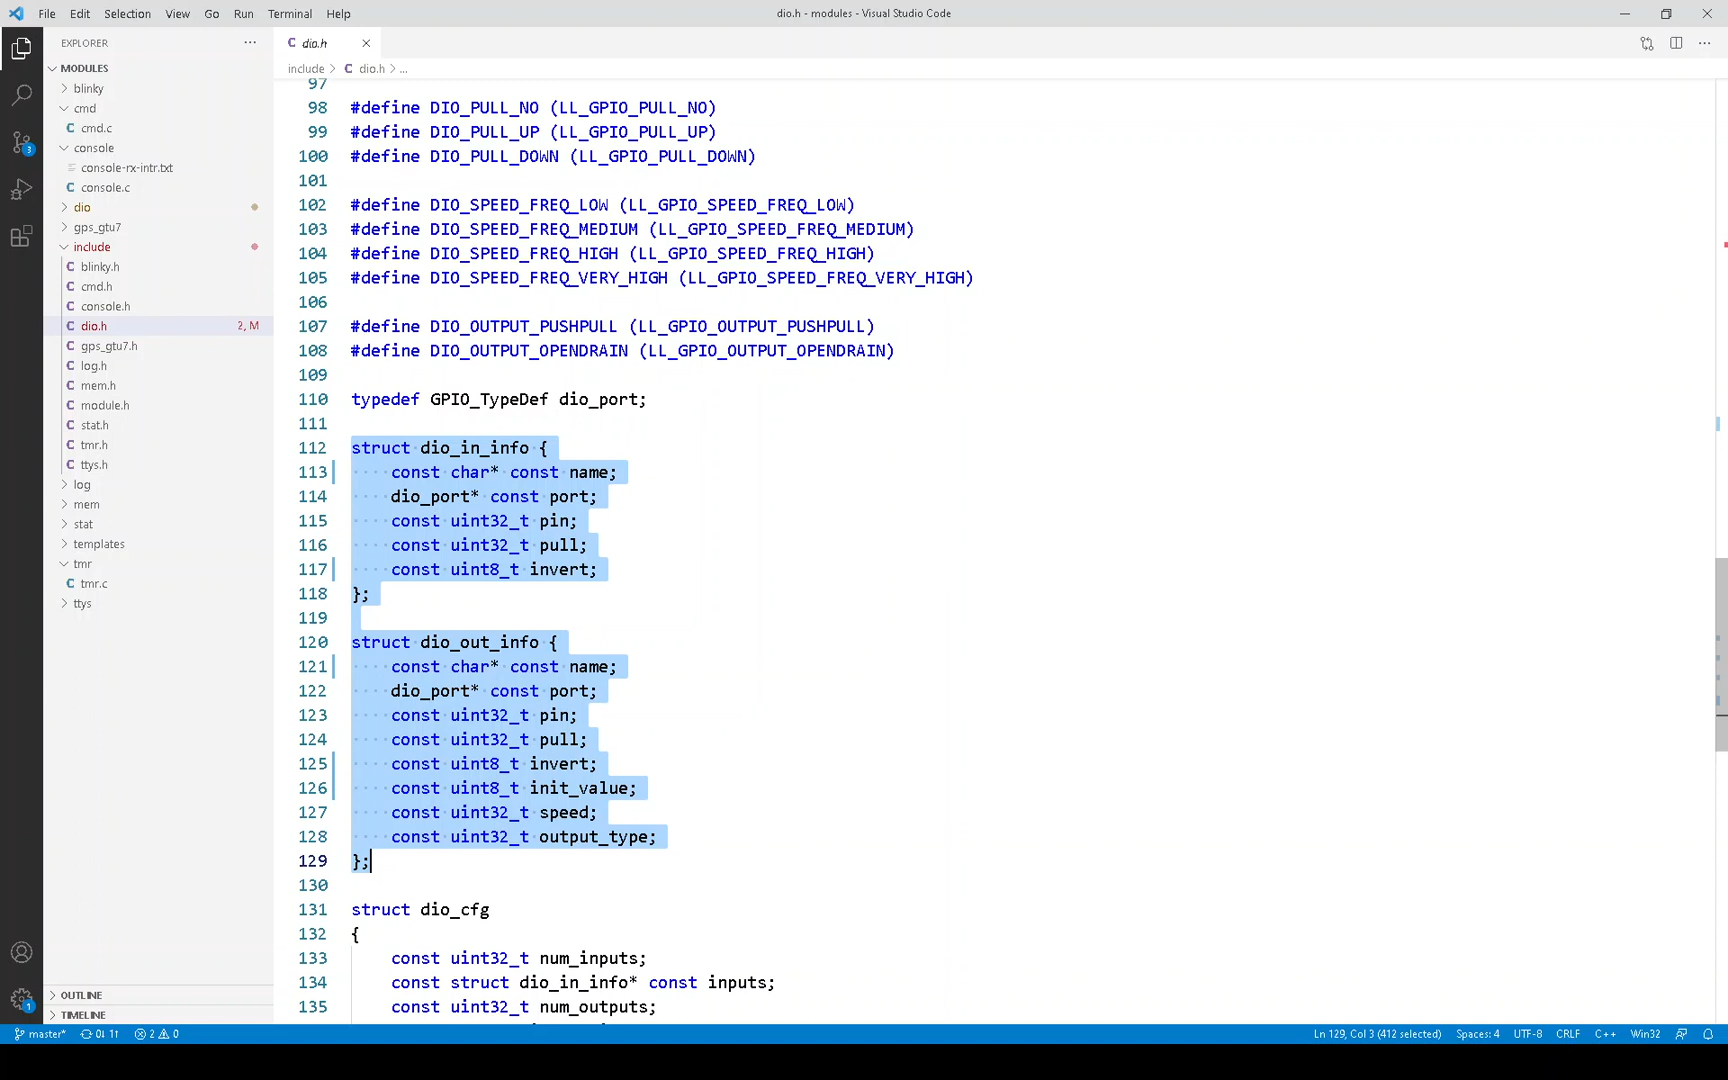 File Edit Selection View Go Run Terminal Help
dio.h - modules - Visual Studio Code
EXPLORER
MODULES
blinky
cmd
C cmd.c
console
console-rx-intr.txt
C console.c
dio
gps_gtu7
include
C blinky.h
C cmd.h
C console.h
C dio.h 2, M
C gps_gtu7.h
C log.h
C mem.h
C module.h
C stat.h
C tmr.h
C ttys.h
log
mem
stat
templates
tmr
C tmr.c
ttys
OUTLINE
TIMELINE
3
1
C dio.h
include > C dio.h > ...
97
98 #define DIO_PULL_NO (LL_GPIO_PULL_NO)
99 #define DIO_PULL_UP (LL_GPIO_PULL_UP)
100 #define DIO_PULL_DOWN (LL_GPIO_PULL_DOWN)
101
102 #define DIO_SPEED_FREQ_LOW (LL_GPIO_SPEED_FREQ_LOW)
103 #define DIO_SPEED_FREQ_MEDIUM (LL_GPIO_SPEED_FREQ_MEDIUM)
104 #define DIO_SPEED_FREQ_HIGH (LL_GPIO_SPEED_FREQ_HIGH)
105 #define DIO_SPEED_FREQ_VERY_HIGH (LL_GPIO_SPEED_FREQ_VERY_HIGH)
106
107 #define DIO_OUTPUT_PUSHPULL (LL_GPIO_OUTPUT_PUSHPULL)
108 #define DIO_OUTPUT_OPENDRAIN (LL_GPIO_OUTPUT_OPENDRAIN)
109
110 typedef GPIO_TypeDef dio_port;
111
112 struct dio_in_info {
113 const char* const name;
114 dio_port* const port;
115 const uint32_t pin;
116 const uint32_t pull;
117 const uint8_t invert;
118 };
119
120 struct dio_out_info {
121 const char* const name;
122 dio_port* const port;
123 const uint32_t pin;
124 const uint32_t pull;
125 const uint8_t invert;
126 const uint8_t init_value;
127 const uint32_t speed;
128 const uint32_t output_type;
129 };
130
131 struct dio_cfg
132 {
133 const uint32_t num_inputs;
134 const struct dio_in_info* const inputs;
135 const uint32_t num_outputs;
master* 0↓ 1↑ 2 0 Ln 129, Col 3 (412 selected) Spaces: 4 UTF-8 CRLF C++ Win32